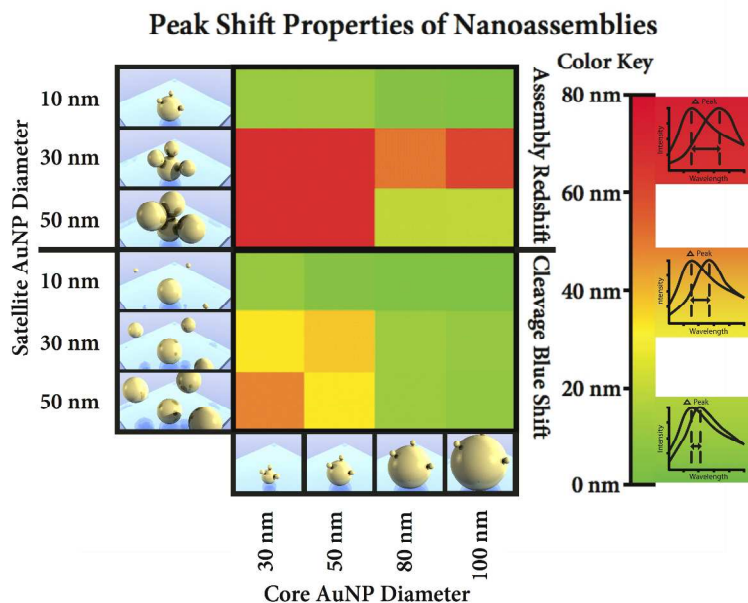 Peak Shift Properties of Nanoassemblies
Color Key
Satellite AuNP Diameter
10 nm
30 nm
50 nm
10 nm
30 nm
50 nm
Assembly Redshift
Cleavage Blue Shift
30 nm
50 nm
80 nm
100 nm
Core AuNP Diameter
80 nm
60 nm
40 nm
20 nm
0 nm
Δ Peak
Intensity
Wavelength
Δ Peak
Intensity
Wavelength
Δ Peak
Intensity
Wavelength